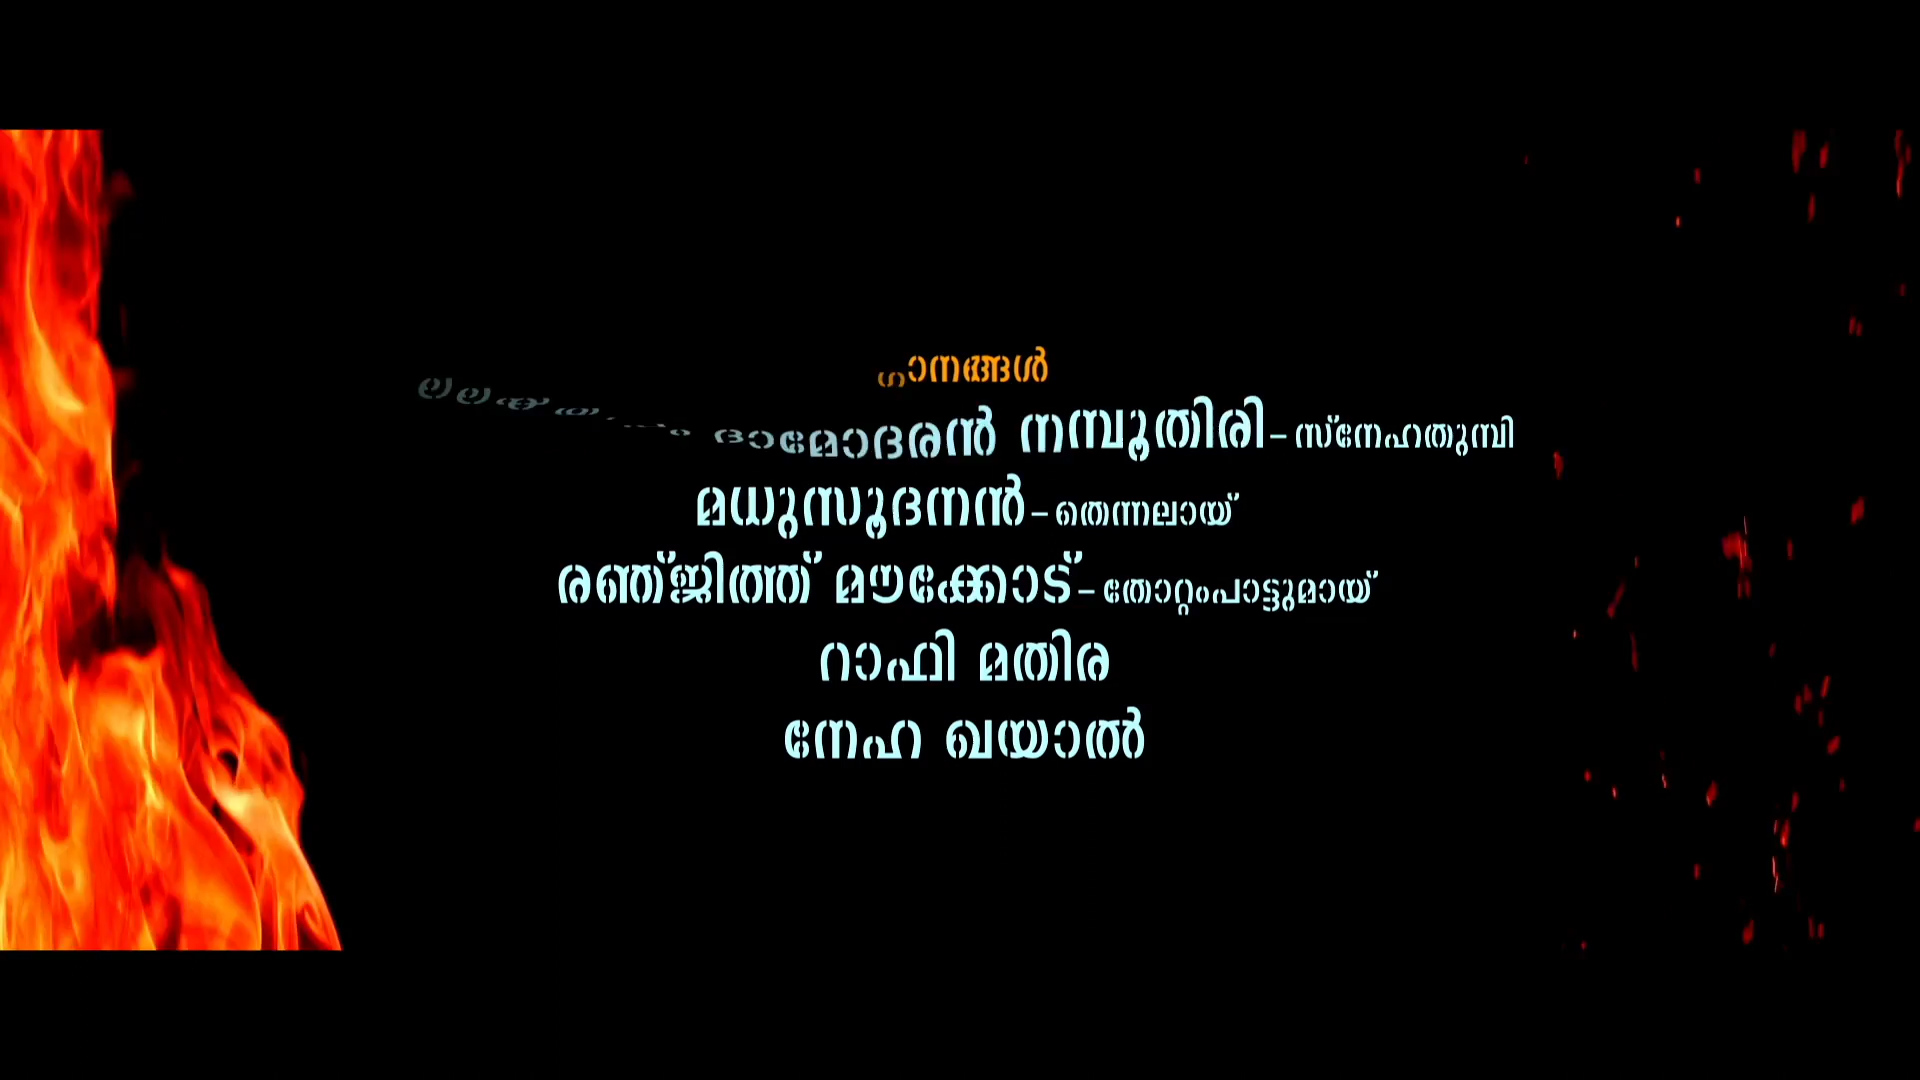 ഗാനങ്ങൾ
ദാമോദരൻ നമ്പൂതിരി – സ്നേഹതുമ്പി
മധുസൂദനൻ – തെന്നലായ്
രഞ്ജിത്ത് മൗക്കോട് – തോറ്റംപാട്ടുമായ്
റാഫി മതിര
നേഹ ഖയാൽ